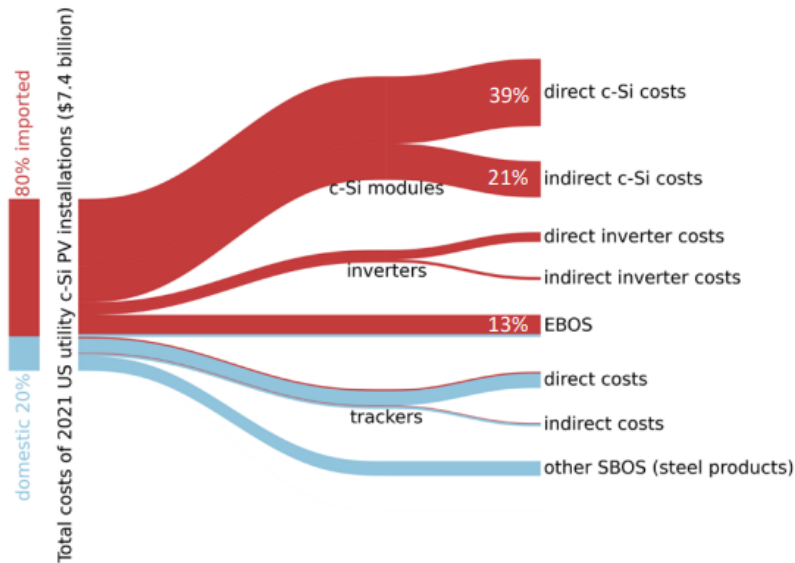 80% imported
domestic 20%
Total costs of 2021 US utility c-Si PV installations ($7.4 billion)
39% direct c-Si costs
c-Si modules
21% indirect c-Si costs
direct inverter costs
inverters
indirect inverter costs
13% EBOS
direct costs
trackers
indirect costs
other SBOS (steel products)